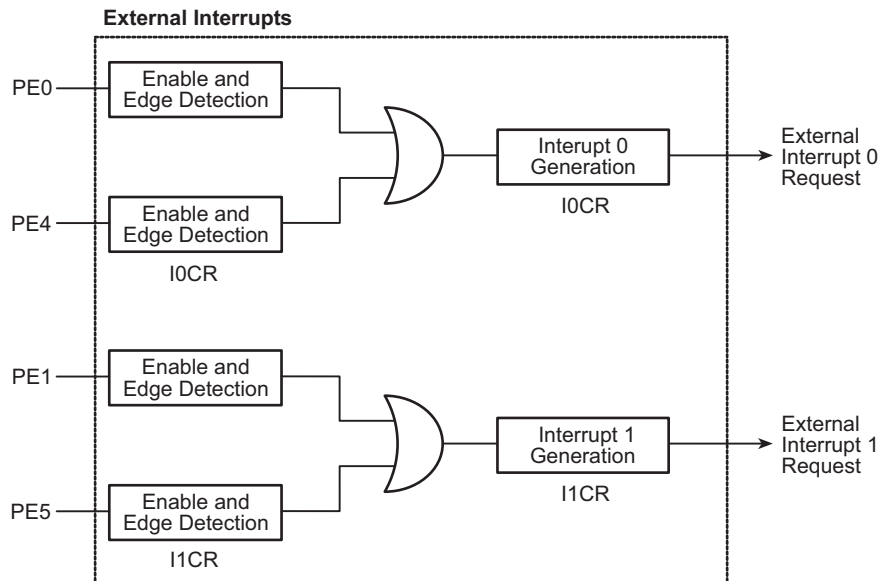 External Interrupts
PE0
Enable and
Edge Detection
PE4
Enable and
Edge Detection
I0CR
Interupt 0
Generation
I0CR
External
Interrupt 0
Request
PE1
Enable and
Edge Detection
PE5
Enable and
Edge Detection
I1CR
Interrupt 1
Generation
I1CR
External
Interrupt 1
Request